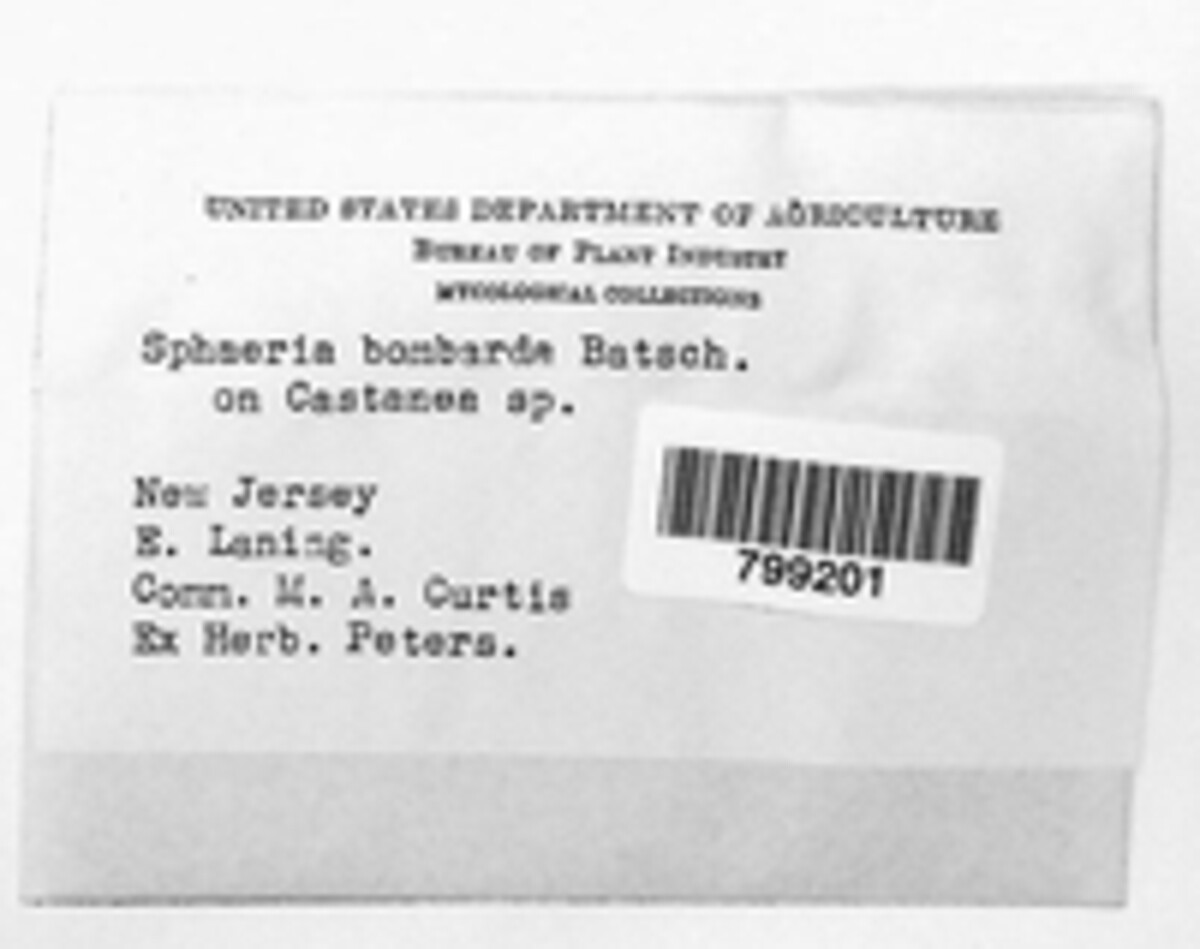 UNITED STATES DEPARTMENT OF AGRICULTURE
BUREAU OF PLANT INDUSTRY
MYCOLOGICAL COLLECTIONS
Sphaeria bombarde Batsch.
on Castanea sp.
New Jersey
E. Laning.
Comm. M. A. Curtis
Ex Herb. Peters.
799201